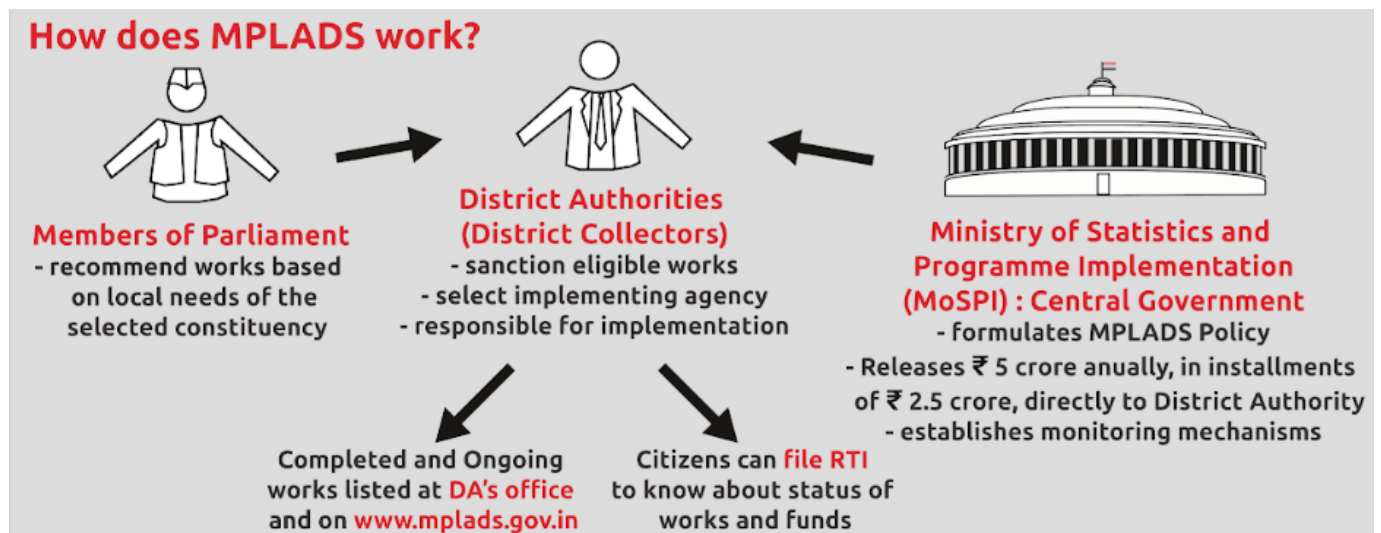 How does MPLADS work?
Members of Parliament
- recommend works based
on local needs of the
selected constituency
District Authorities
(District Collectors)
- sanction eligible works
- select implementing agency
- responsible for implementation
Ministry of Statistics and
Programme Implementation
(MoSPI) : Central Government
- formulates MPLADS Policy
- Releases ₹ 5 crore anually, in installments
of ₹ 2.5 crore, directly to District Authority
- establishes monitoring mechanisms
Completed and Ongoing
works listed at DA's office
and on www.mplads.gov.in
Citizens can file RTI
to know about status of
works and funds